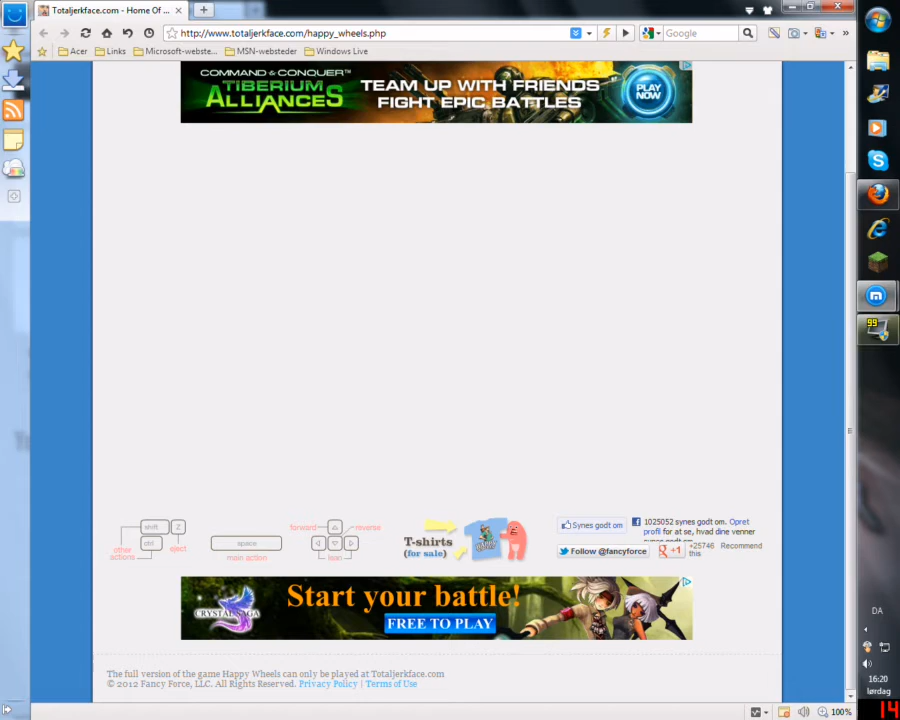 Totaljerkface.com - Home Of ...
http://www.totaljerkface.com/happy_wheels.php
Google
Acer
Links
Microsoft-webste...
MSN-websteder
Windows Live
COMMAND & CONQUER™
TIBERIUM
ALLIANCES
TEAM UP WITH FRIENDS
FIGHT EPIC BATTLES
PLAY
NOW
shift
Z
ctrl
other
actions
eject
space
main action
forward
reverse
lean
T-shirts
(for sale)
Synes godt om
1025052 synes godt om. Opret
profil for at se, hvad dine venner
Follow @fancyforce
+1
+25746 Recommend
this
CRYSTAL SAGA
Start your battle!
FREE TO PLAY
The full version of the game Happy Wheels can only be played at Totaljerkface.com
© 2012 Fancy Force, LLC. All Rights Reserved. Privacy Policy | Terms of Use
100%
99
DA
16:20
lørdag
14